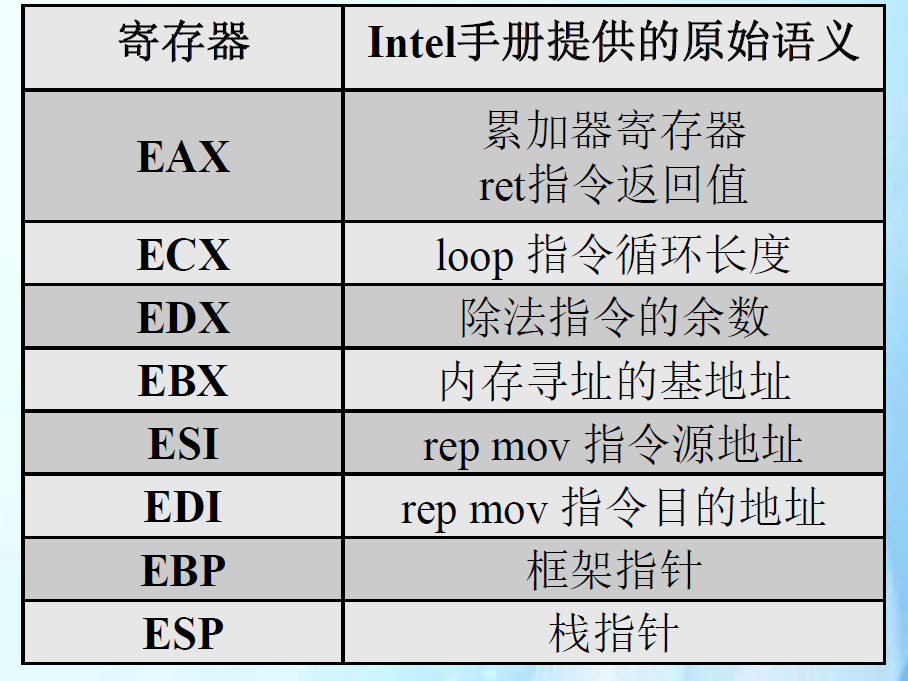 寄存器 Intel手册提供的原始语义
EAX 累加器寄存器
ret指令返回值
ECX loop 指令循环长度
EDX 除法指令的余数
EBX 内存寻址的基地址
ESI rep mov 指令源地址
EDI rep mov 指令目的地址
EBP 框架指针
ESP 栈指针